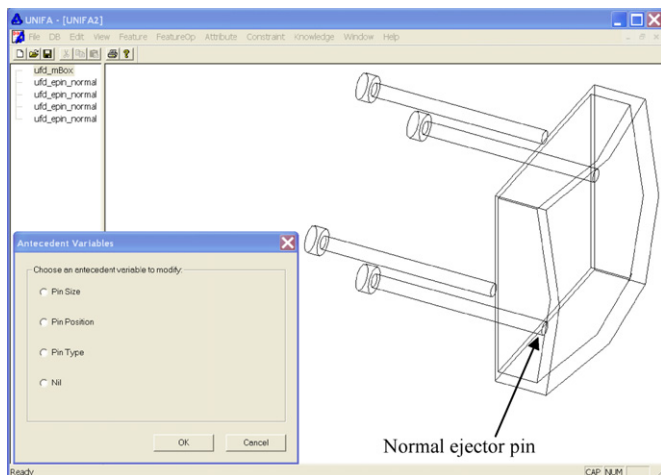 UNIFA - [UNIFA2]
File DB Edit View Feature FeatureOp Attribute Constraint Knowledge Window Help
ufd_mBox
ufd_epin_normal
ufd_epin_normal
ufd_epin_normal
ufd_epin_normal
Antecedent Variables
Choose an antecedent variable to modify:
Pin Size
Pin Position
Pin Type
Nil
OK Cancel
Normal ejector pin
Ready CAP NUM